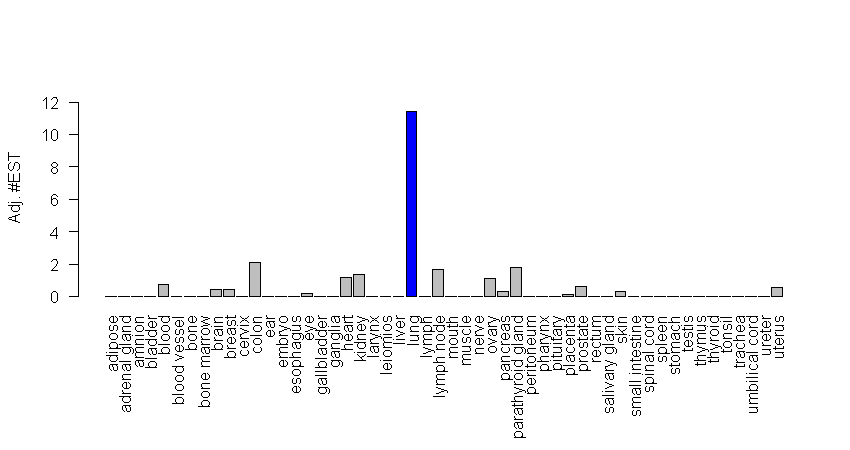 Adj. #EST
12
10
8
6
4
2
0
adipose
adrenal gland
amnion
bladder
blood
blood vessel
bone
bone marrow
brain
breast
cervix
colon
ear
embryo
esophagus
eye
gallbladder
ganglia
heart
kidney
larynx
leiomios
liver
lung
lymph
lymph node
mouth
muscle
nerve
ovary
pancreas
parathyroid gland
peritoneum
pharynx
pituitary
placenta
prostate
rectum
salivary gland
skin
small intestine
spinal cord
spleen
stomach
testis
thymus
thyroid
tonsil
trachea
umbilical cord
ureter
uterus